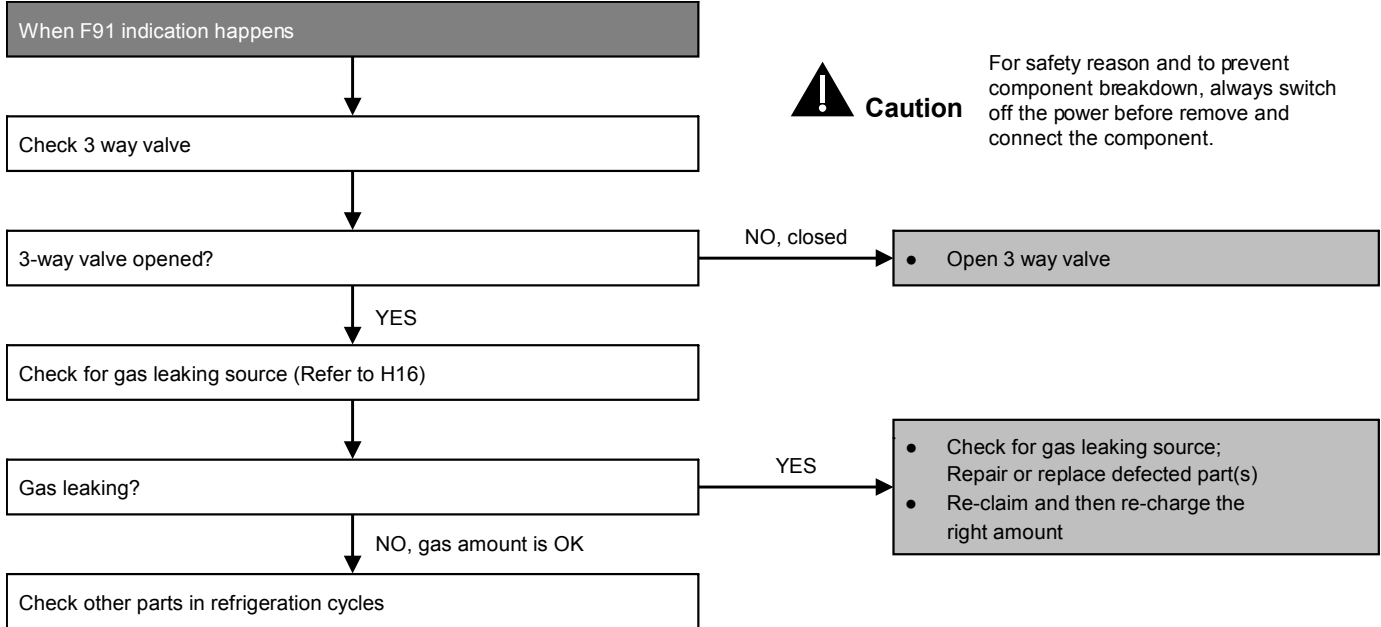 When F91 indication happens
Caution
For safety reason and to prevent
component breakdown, always switch
off the power before remove and
connect the component.
Check 3 way valve
3-way valve opened?
NO, closed
● Open 3 way valve
YES
Check for gas leaking source (Refer to H16)
Gas leaking?
YES
● Check for gas leaking source;
Repair or replace defected part(s)
● Re-claim and then re-charge the
right amount
NO, gas amount is OK
Check other parts in refrigeration cycles